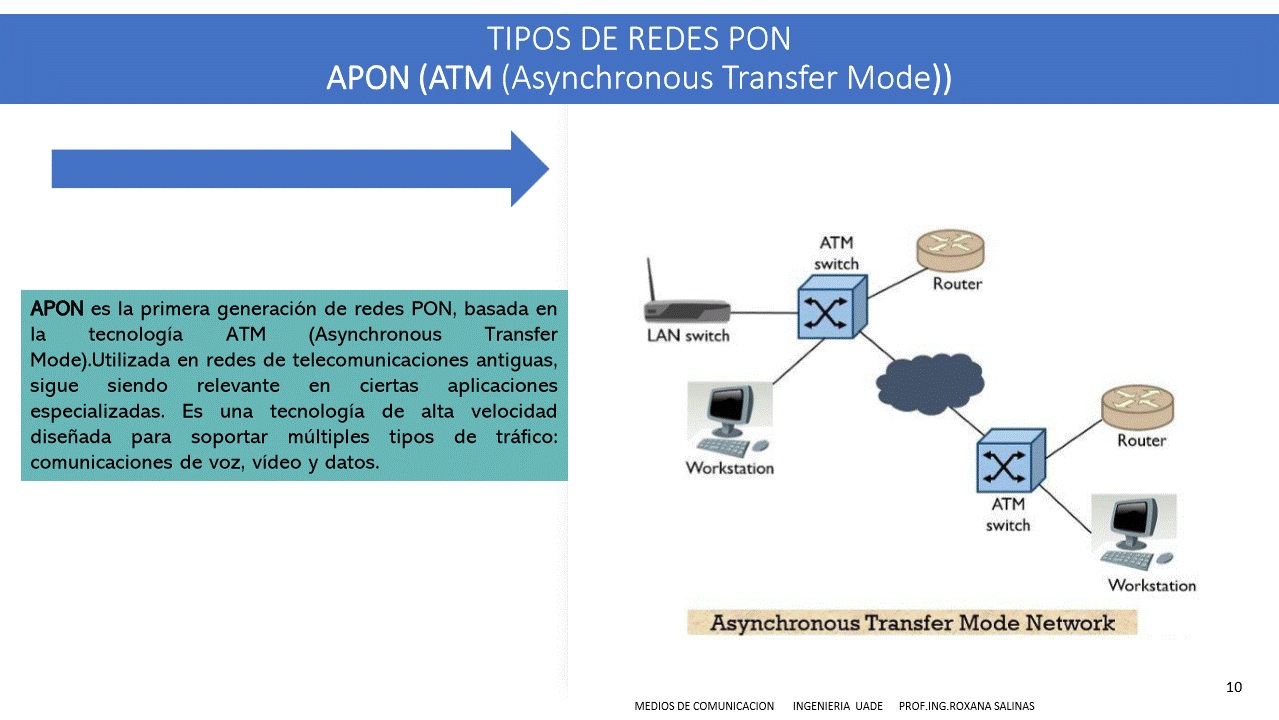 TIPOS DE REDES PON
APON (ATM (Asynchronous Transfer Mode))
APON es la primera generación de redes PON, basada en
la tecnología ATM (Asynchronous Transfer
Mode).Utilizada en redes de telecomunicaciones antiguas,
sigue siendo relevante en ciertas aplicaciones
especializadas. Es una tecnología de alta velocidad
diseñada para soportar múltiples tipos de tráfico:
comunicaciones de voz, vídeo y datos.
ATM
switch
Router
LAN switch
Workstation
Router
ATM
switch
Workstation
Asynchronous Transfer Mode Network
10
MEDIOS DE COMUNICACION INGENIERIA UADE PROF.ING.ROXANA SALINAS